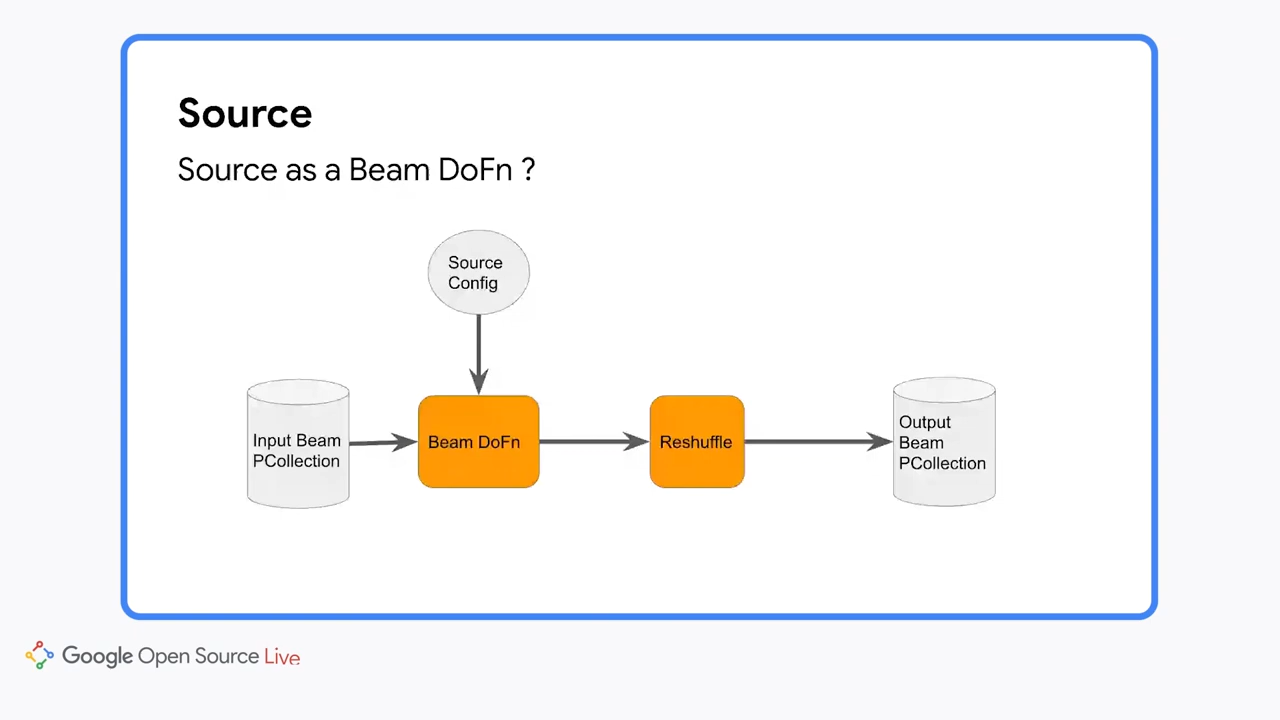 Source
Source as a Beam DoFn ?
Source
Config
Input Beam
PCollection
Beam DoFn
Reshuffle
Output
Beam
PCollection
Google Open Source Live